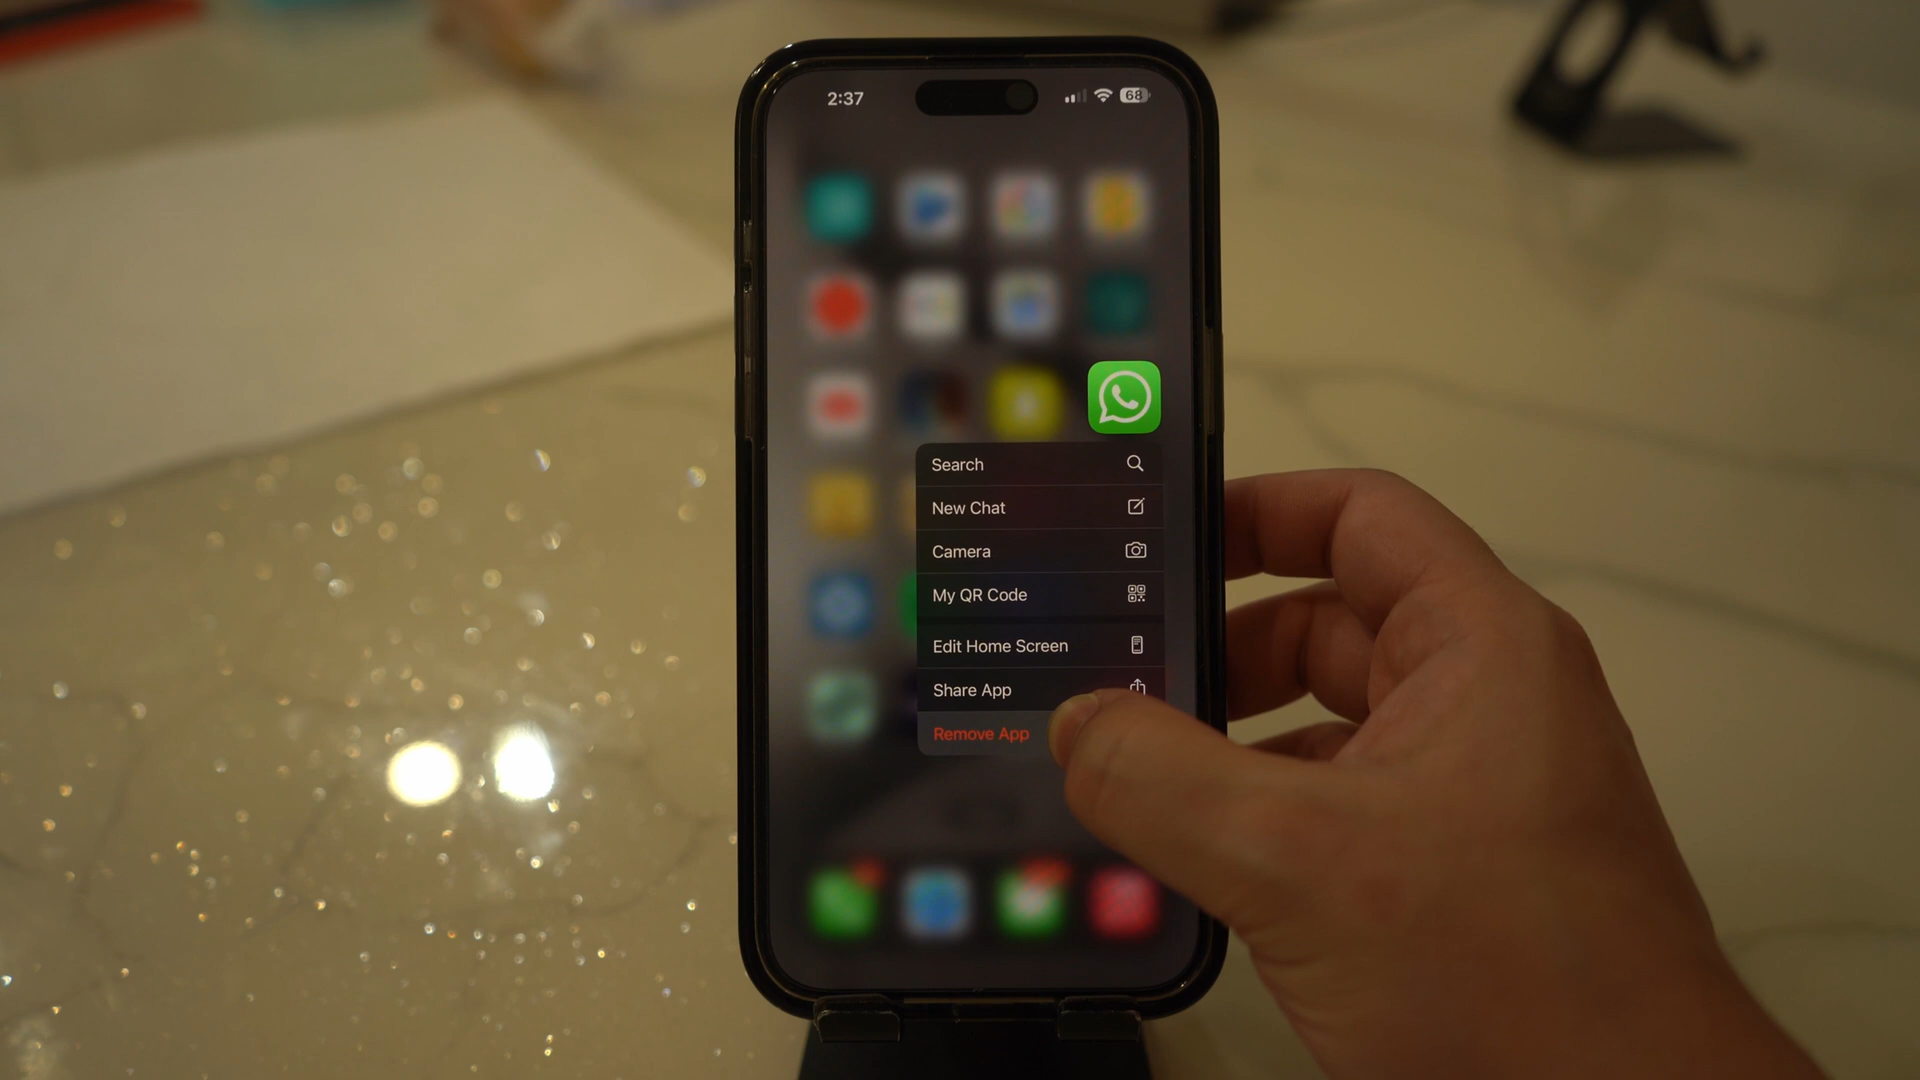 2:37
68
Search
New Chat
Camera
My QR Code
Edit Home Screen
Share App
Remove App